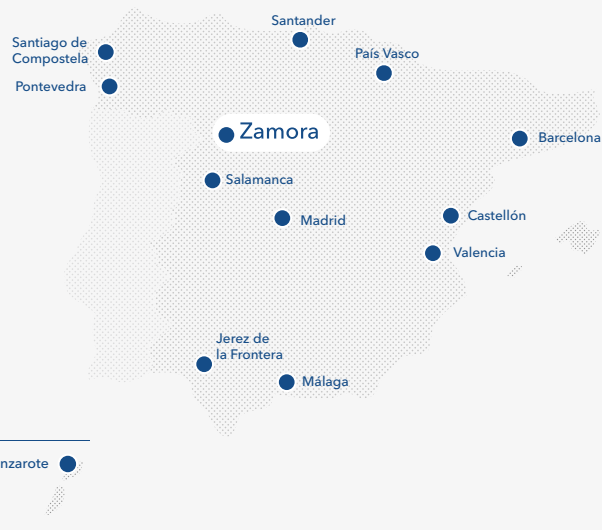 Santander
Santiago de
Compostela
País Vasco
Pontevedra
Zamora
Barcelona
Salamanca
Madrid
Castellón
Valencia
Jerez de
la Frontera
Málaga
nzarote